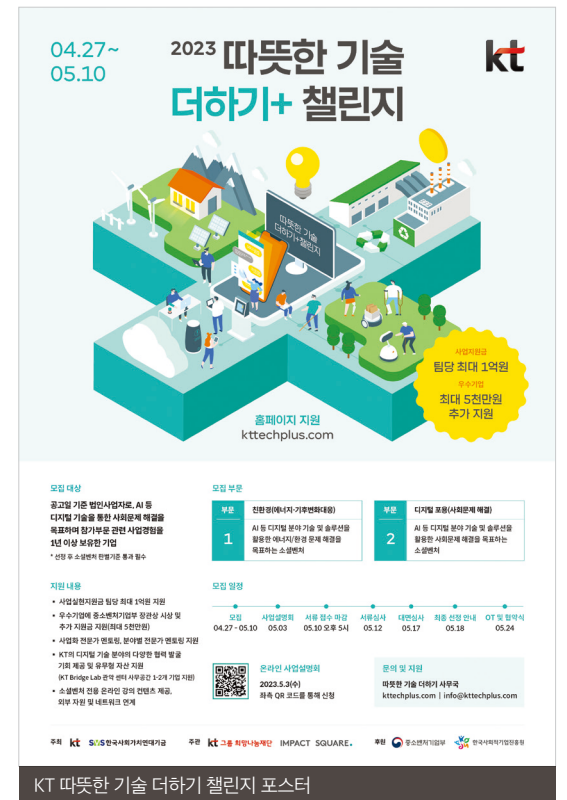 04.27~
05.10
2023 따뜻한 기술
더하기+ 챌린지
kt
따뜻한 기술
더하기+챌린지
사업지원금
팀당 최대 1억원
우수기업
최대 5천만원
추가 지원
홈페이지 지원
kttechplus.com
모집 대상
공고일 기준 법인사업자로, AI 등
디지털 기술을 통한 사회문제 해결을
목표하며 참가부문 관련 사업경험을
1년 이상 보유한 기업
* 선정 후 소셜벤처 판별기준 통과 필수
모집 부문
부문 친환경(에너지·기후변화대응)
1
AI 등 디지털 분야 기술 및 솔루션을
활용한 에너지/환경 문제 해결을
목표하는 소셜벤처
부문 디지털 포용(사회문제 해결)
2
AI 등 디지털 분야 기술 및 솔루션을
활용한 사회문제 해결을 목표하는
소셜벤처
지원 내용
• 사업실현지원금 팀당 최대 1억원 지원
• 우수기업에 중소벤처기업부 장관상 시상 및
추가 지원금 지원(최대 5천만원)
• 사업화 전문가 멘토링, 분야별 전문가 멘토링 지원
• KT의 디지털 기술 분야의 다양한 협력 발굴
기회 제공 및 유무형 자산 지원
(KT Bridge Lab 관악 센터 사무공간 1-2개 기업 지원)
• 소셜벤처 전용 온라인 강의 컨텐츠 제공,
외부 자원 및 네트워크 연계
모집 일정
모집 사업설명회 서류 접수 마감 서류심사 대면심사 최종 선정 안내 OT 및 협약식
04.27 - 05.10 05.03 05.10 오후 5시 05.12 05.17 05.18 05.24
온라인 사업설명회
2023.5.3(수)
좌측 QR 코드를 통해 신청
문의 및 지원
따뜻한 기술 더하기 사무국
kttechplus.com | info@kttechplus.com
주최 kt SVS 한국사회가치연대기금 주관 kt 그룹 희망나눔재단 IMPACT SQUARE. 후원 중소벤처기업부 한국사회적기업진흥원
KT 따뜻한 기술 더하기 챌린지 포스터